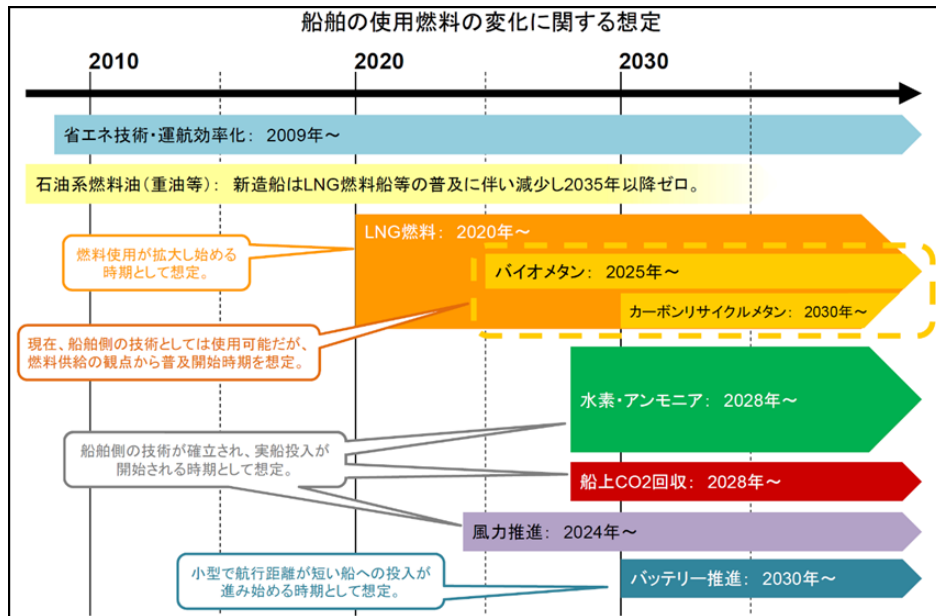 船舶の使用燃料の変化に関する想定
2010
2020
2030
省エネ技術・運航効率化： 2009年～
石油系燃料油（重油等）： 新造船はLNG燃料船等の普及に伴い減少し2035年以降ゼロ。
LNG燃料： 2020年～
燃料使用が拡大し始める
時期として想定。
バイオメタン： 2025年～
カーボンリサイクルメタン： 2030年～
現在、船舶側の技術としては使用可能だが、
燃料供給の観点から普及開始時期を想定。
水素・アンモニア： 2028年～
船舶側の技術が確立され、実船投入が
開始される時期として想定。
船上CO2回収： 2028年～
風力推進： 2024年～
小型で航行距離が短い船への投入が
進み始める時期として想定。
バッテリー推進： 2030年～